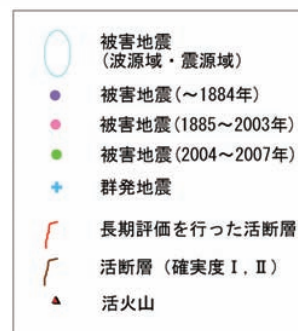 被害地震
(波源域・震源域)
被害地震(～1884年)
被害地震(1885～2003年)
被害地震(2004～2007年)
群発地震
長期評価を行った活断層
活断層（確実度Ⅰ，Ⅱ）
活火山